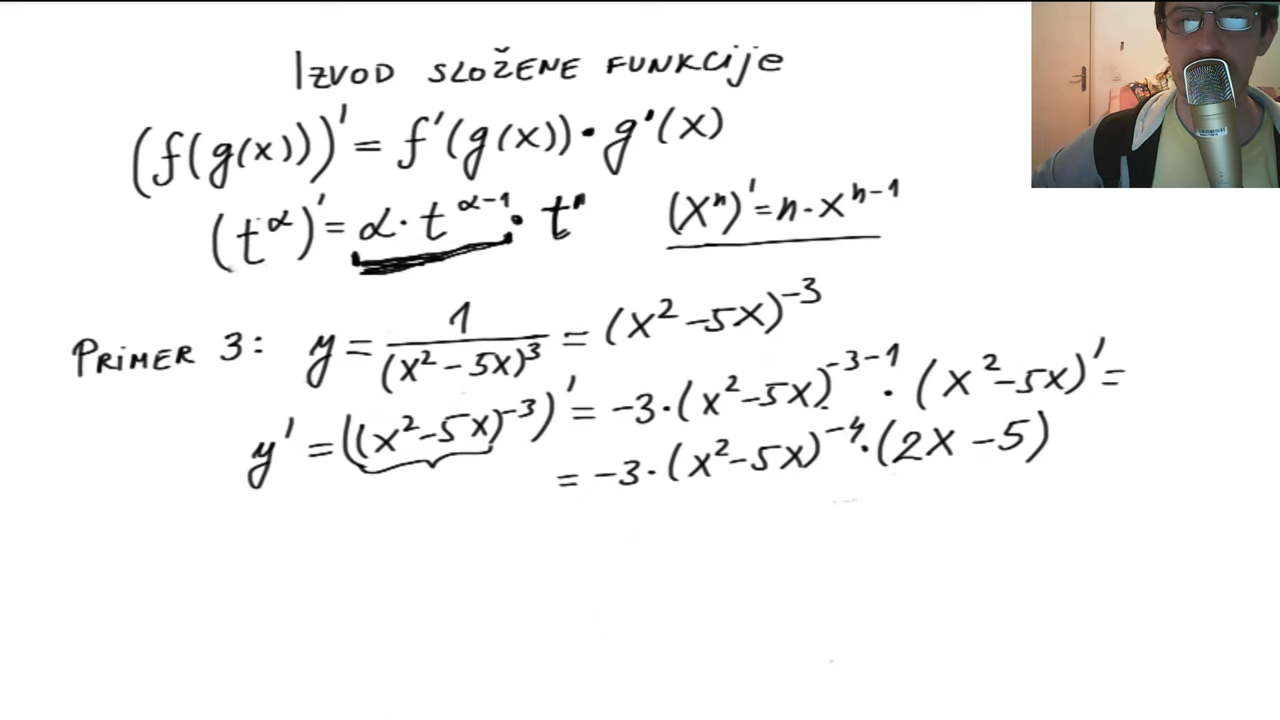 IZVOD SLOŽENE FUNKCIJE
(f(g(x)))' = f'(g(x)) · g'(x)
(t^α)' = α · t^(α-1) · t' (x^n)' = n · x^(n-1)
PRIMER 3: y = 1/(x² - 5x)³ = (x² - 5x)^(-3)
y' = ((x² - 5x)^(-3))' = -3 · (x² - 5x)^(-3-1) · (x² - 5x)' =
= -3 · (x² - 5x)^(-4) · (2x - 5)